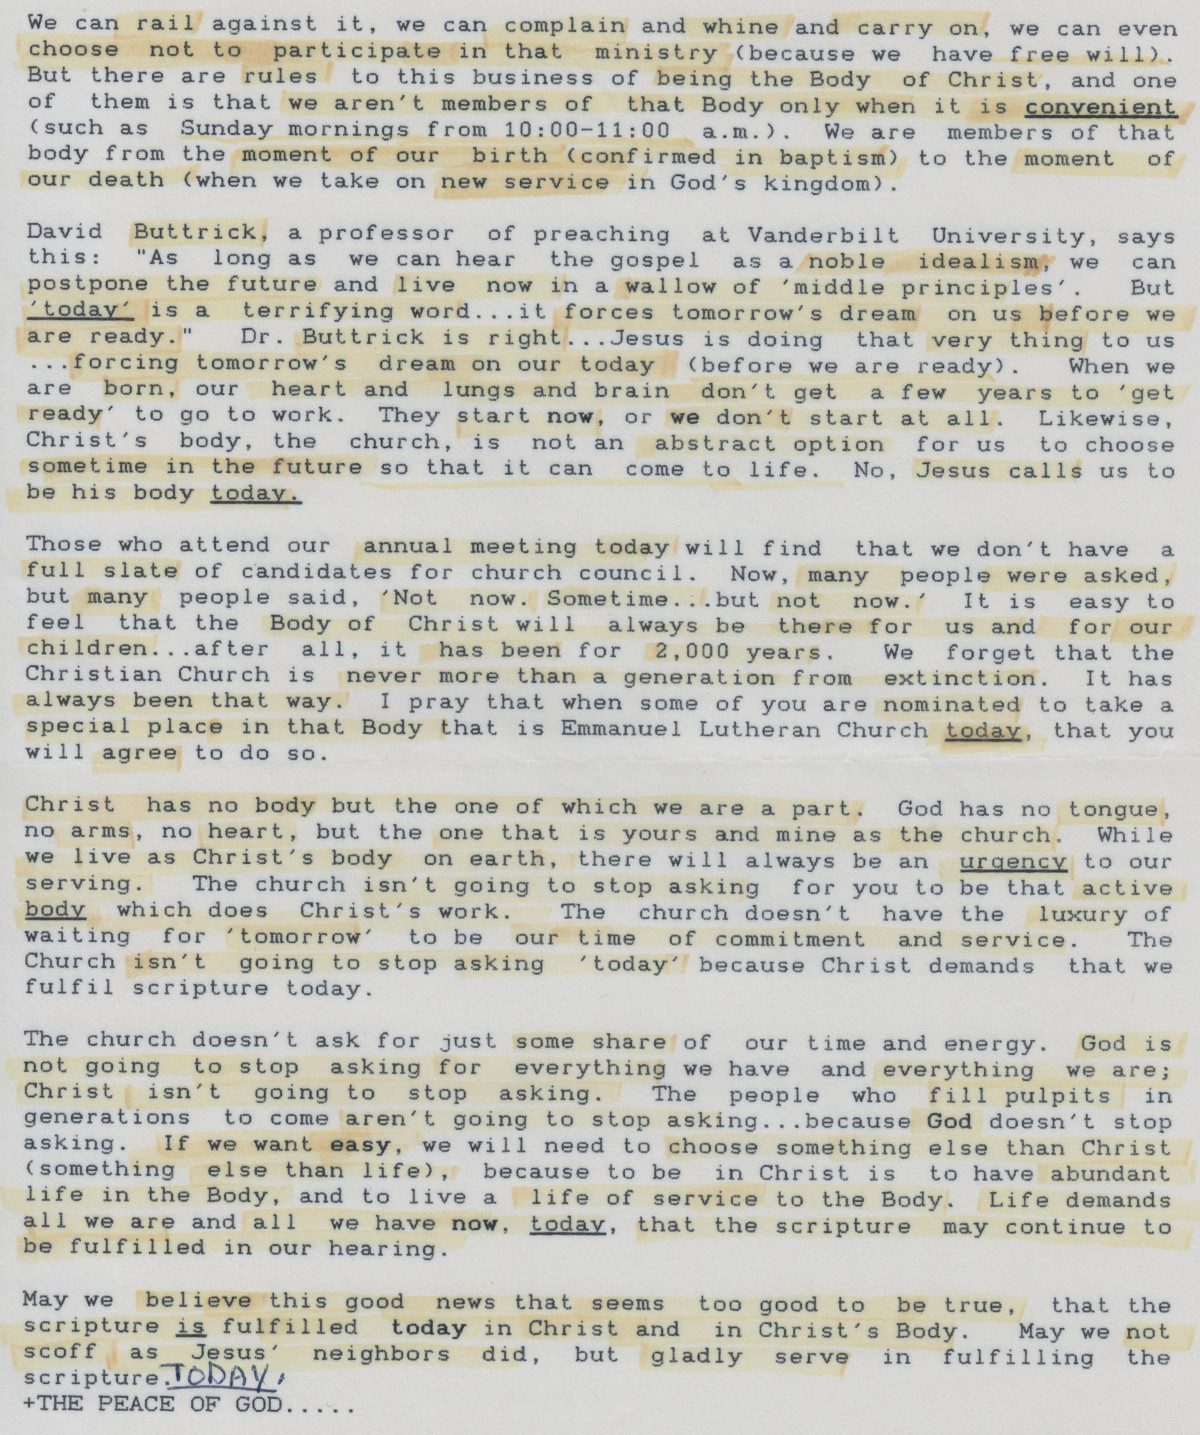 We can rail against it, we can complain and whine and carry on, we can even
choose not to participate in that ministry (because we have free will).
But there are rules to this business of being the Body of Christ, and one
of them is that we aren't members of that Body only when it is convenient
(such as Sunday mornings from 10:00-11:00 a.m.). We are members of that
body from the moment of our birth (confirmed in baptism) to the moment of
our death (when we take on new service in God's kingdom).
David Buttrick, a professor of preaching at Vanderbilt University, says
this: "As long as we can hear the gospel as a noble idealism, we can
postpone the future and live now in a wallow of 'middle principles'. But
'today' is a terrifying word...it forces tomorrow's dream on us before we
are ready." Dr. Buttrick is right...Jesus is doing that very thing to us
...forcing tomorrow's dream on our today (before we are ready). When we
are born, our heart and lungs and brain don't get a few years to 'get
ready' to go to work. They start now, or we don't start at all. Likewise,
Christ's body, the church, is not an abstract option for us to choose
sometime in the future so that it can come to life. No, Jesus calls us to
be his body today.
Those who attend our annual meeting today will find that we don't have a
full slate of candidates for church council. Now, many people were asked,
but many people said, 'Not now. Sometime...but not now.' It is easy to
feel that the Body of Christ will always be there for us and for our
children...after all, it has been for 2,000 years. We forget that the
Christian Church is never more than a generation from extinction. It has
always been that way. I pray that when some of you are nominated to take a
special place in that Body that is Emmanuel Lutheran Church today, that you
will agree to do so.
Christ has no body but the one of which we are a part. God has no tongue,
no arms, no heart, but the one that is yours and mine as the church. While
we live as Christ's body on earth, there will always be an urgency to our
serving. The church isn't going to stop asking for you to be that active
body which does Christ's work. The church doesn't have the luxury of
waiting for 'tomorrow' to be our time of commitment and service. The
Church isn't going to stop asking 'today' because Christ demands that we
fulfil scripture today.
The church doesn't ask for just some share of our time and energy. God is
not going to stop asking for everything we have and everything we are;
Christ isn't going to stop asking. The people who fill pulpits in
generations to come aren't going to stop asking...because God doesn't stop
asking. If we want easy, we will need to choose something else than Christ
(something else than life), because to be in Christ is to have abundant
life in the Body, and to live a life of service to the Body. Life demands
all we are and all we have now, today, that the scripture may continue to
be fulfilled in our hearing.
May we believe this good news that seems too good to be true, that the
scripture is fulfilled today in Christ and in Christ's Body. May we not
scoff as Jesus' neighbors did, but gladly serve in fulfilling the
scripture. TODAY.
+THE PEACE OF GOD.....